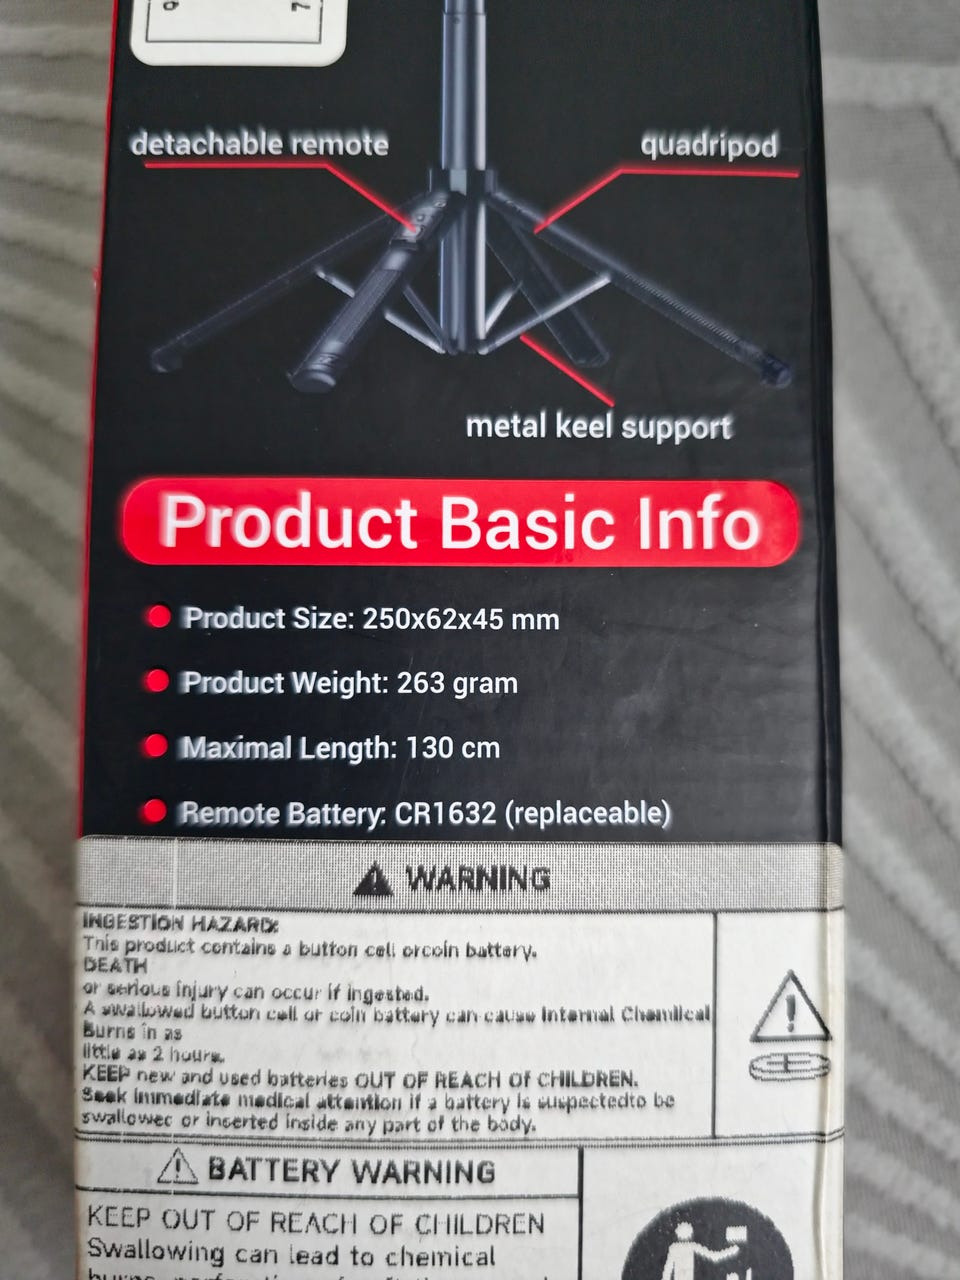 detachable remote
quadripod
metal keel support
Product Basic Info
Product Size: 250x62x45 mm
Product Weight: 263 gram
Maximal Length: 130 cm
Remote Battery: CR1632 (replaceable)
WARNING
INGESTION HAZARD:
This product contains a button cell orcoin battery.
DEATH
or serious injury can occur if ingested.
A swallowed button cell or coin battery can cause Internal Chemical
Burns in as
little as 2 hours.
KEEP new and used batteries OUT OF REACH Of CHILDREN.
Seek immediate medical attention if a battery is suspectedto be
swallowec or inserted inside any part of the body.
BATTERY WARNING
KEEP OUT OF REACH OF CHILDREN
Swallowing can lead to chemical